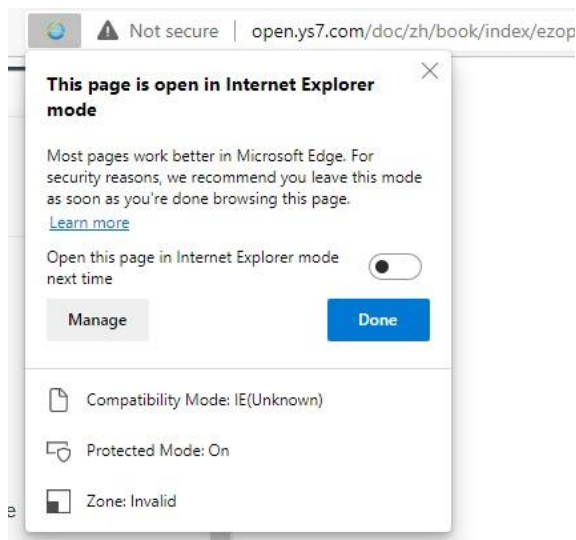 Not secure | open.ys7.com/doc/zh/book/index/ezop
This page is open in Internet Explorer
mode
Most pages work better in Microsoft Edge. For
security reasons, we recommend you leave this mode
as soon as you're done browsing this page.
Learn more
Open this page in Internet Explorer mode
next time
Manage
Done
Compatibility Mode: IE(Unknown)
Protected Mode: On
Zone: Invalid
e